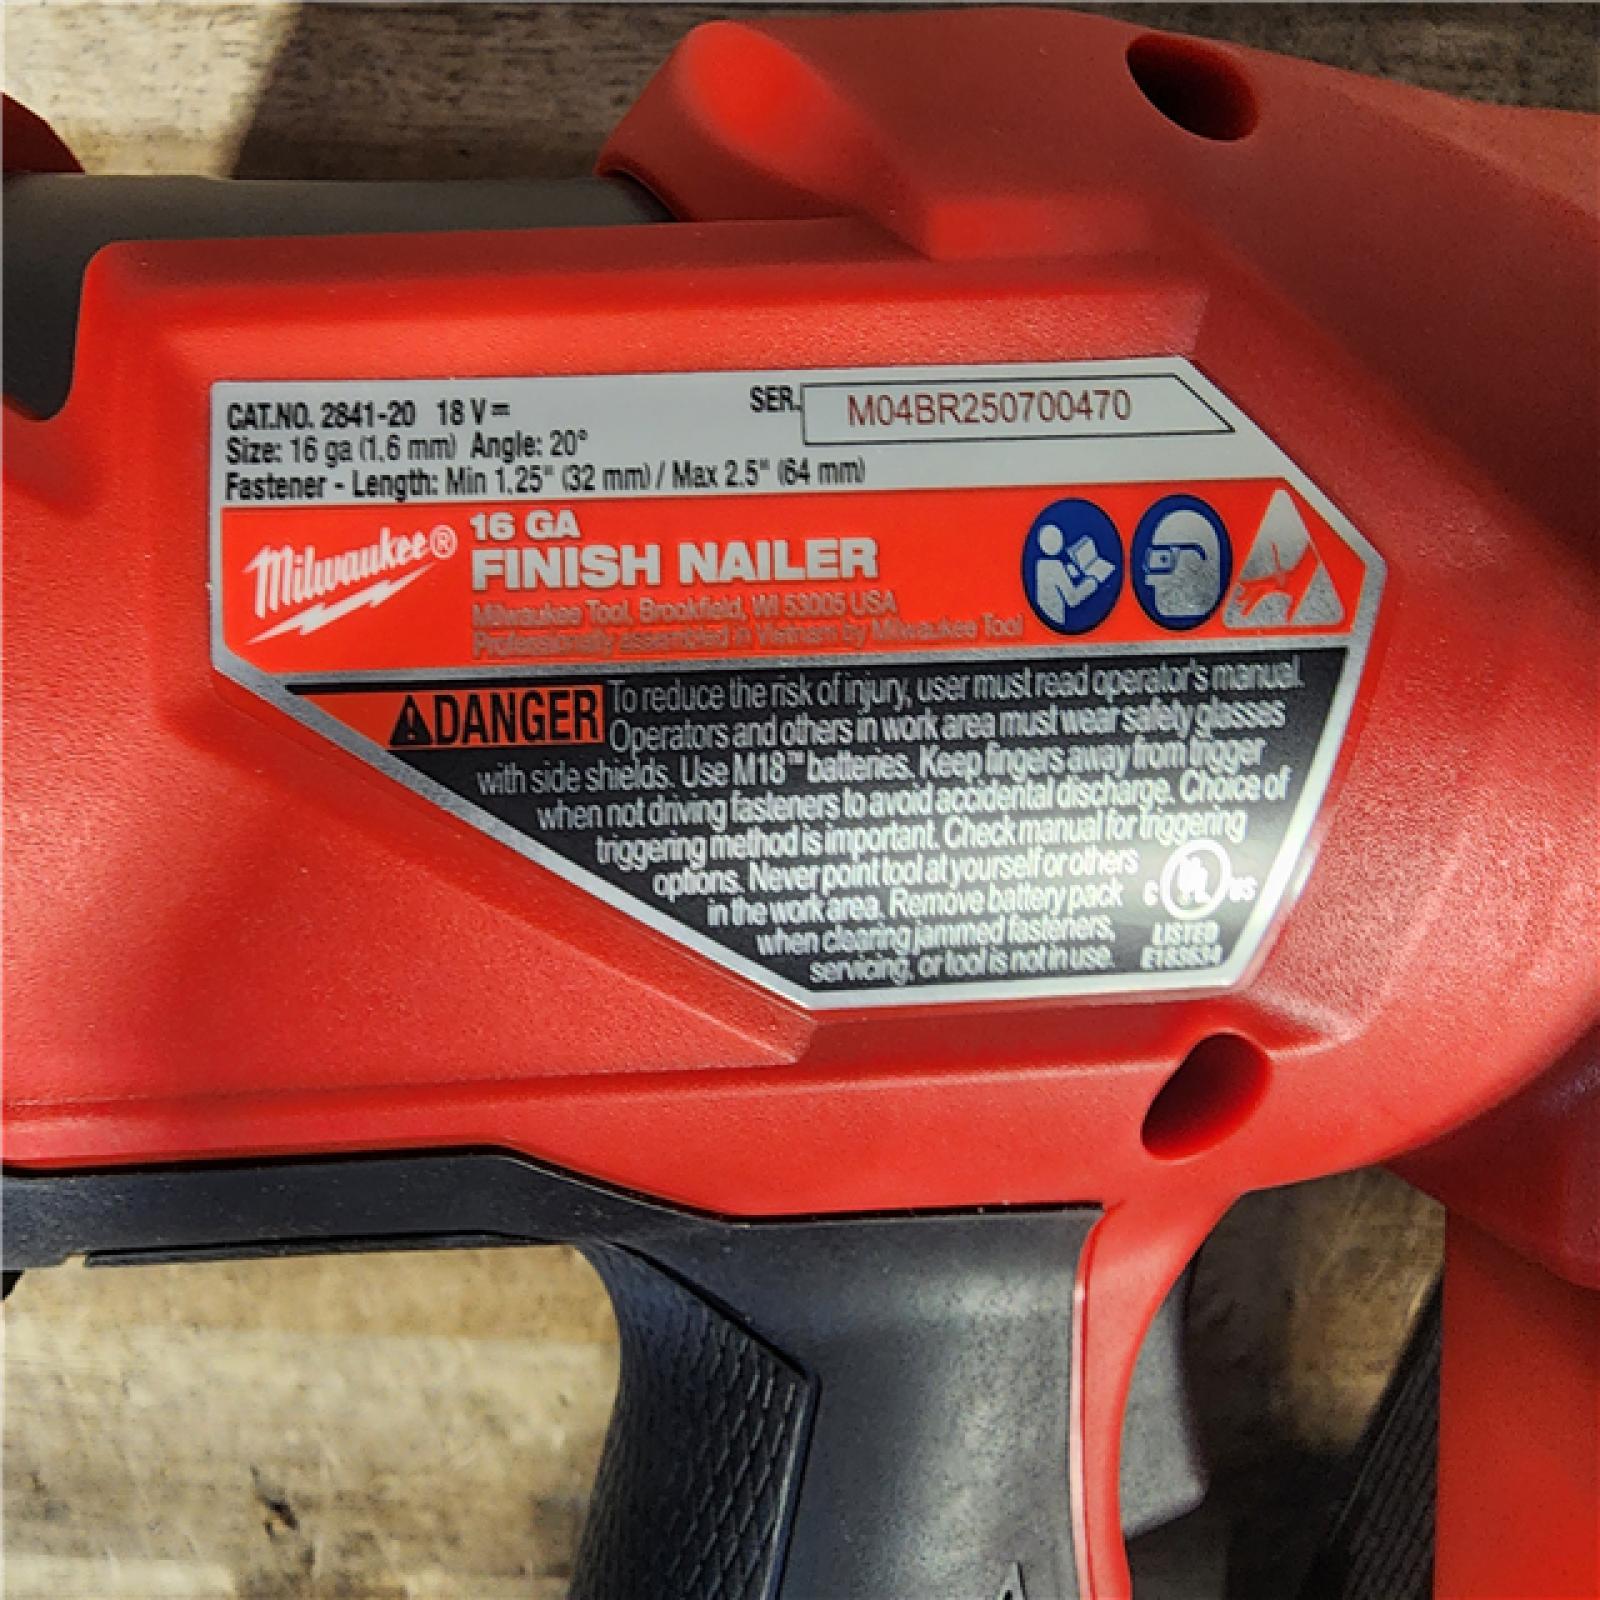 CAT.NO. 2841-20 18 V⎓
SER. M04BR250700470
Size: 16 ga (1.6 mm) Angle: 20°
Fastener - Length: Min 1.25" (32 mm) / Max 2.5" (64 mm)
Milwaukee®
16 GA
FINISH NAILER
Milwaukee Tool, Brookfield, WI 53005 USA
Professionally assembled in Vietnam by Milwaukee Tool
DANGER To reduce the risk of injury, user must read operator's manual.
Operators and others in work area must wear safety glasses
with side shields. Use M18™ batteries. Keep fingers away from trigger
when not driving fasteners to avoid accidental discharge. Choice of
triggering method is important. Check manual for triggering
options. Never point tool at yourself or others
in the work area. Remove battery pack
when clearing jammed fasteners,
servicing, or tool is not in use.
C UL US
LISTED
E183634